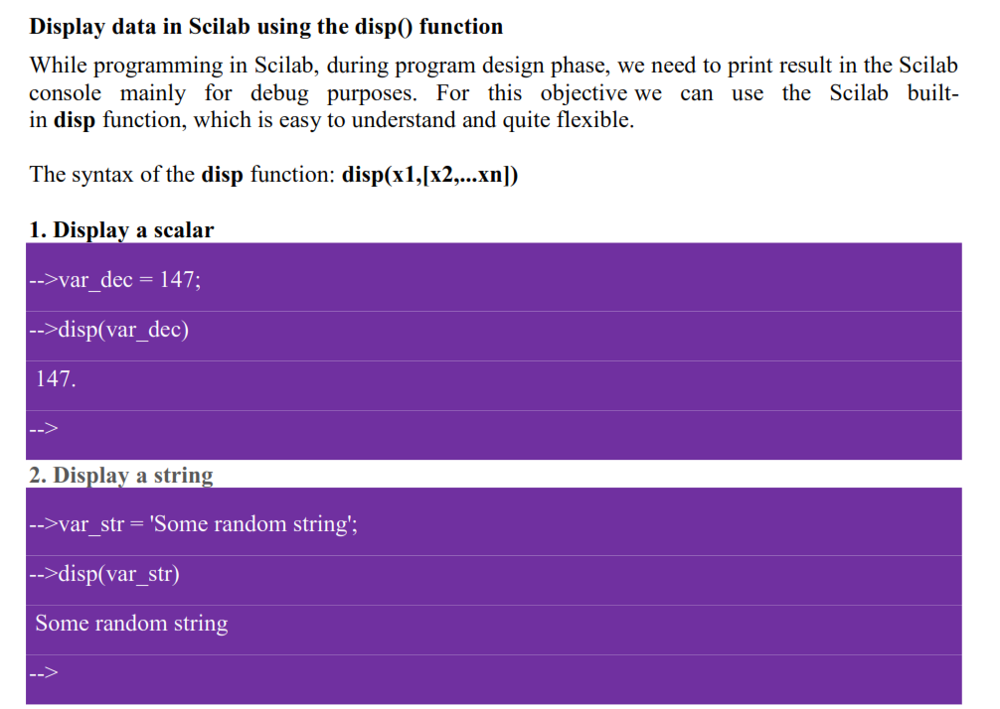 Display data in Scilab using the disp() function
While programming in Scilab, during program design phase, we need to print result in the Scilab
console mainly for debug purposes. For this objective we can use the Scilab built-
in disp function, which is easy to understand and quite flexible.
The syntax of the disp function: disp(x1,[x2,...xn])
1. Display a scalar
-->var_dec = 147;
-->disp(var_dec)
147.
-->
2. Display a string
-->var_str = 'Some random string';
-->disp(var_str)
Some random string
-->